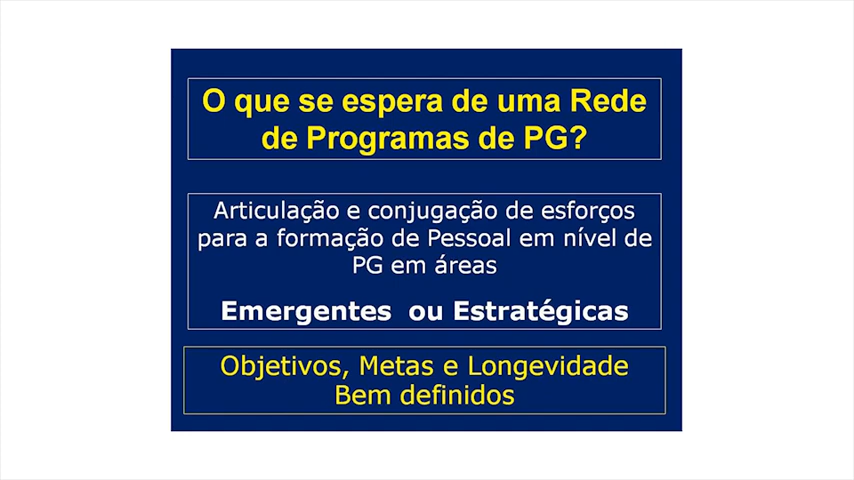 O que se espera de uma Rede
de Programas de PG?
Articulação e conjugação de esforços
para a formação de Pessoal em nível de
PG em áreas
Emergentes ou Estratégicas
Objetivos, Metas e Longevidade
Bem definidos